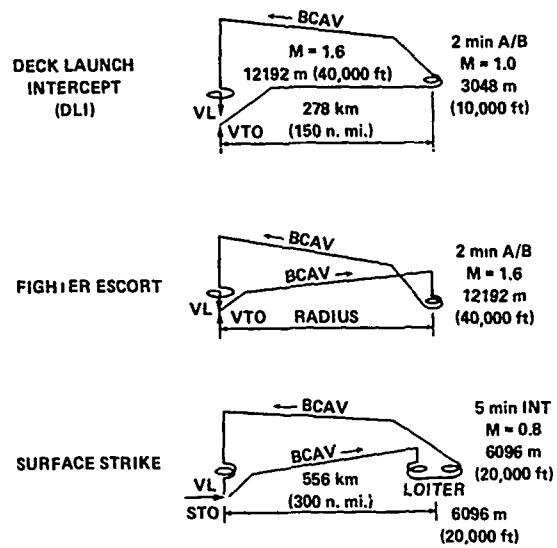 ← BCAV
DECK LAUNCH
INTERCEPT
(DLI)
M = 1.6
12192 m (40,000 ft)
2 min A/B
M = 1.0
3048 m
(10,000 ft)
VL
VTO
278 km
(150 n. mi.)
← BCAV
FIGHTER ESCORT
BCAV →
2 min A/B
M = 1.6
12192 m
(40,000 ft)
VL
VTO
RADIUS
← BCAV
SURFACE STRIKE
BCAV →
5 min INT
M = 0.8
6096 m
(20,000 ft)
VL
STO
556 km
(300 n. mi.)
LOITER
6096 m
(20,000 ft)